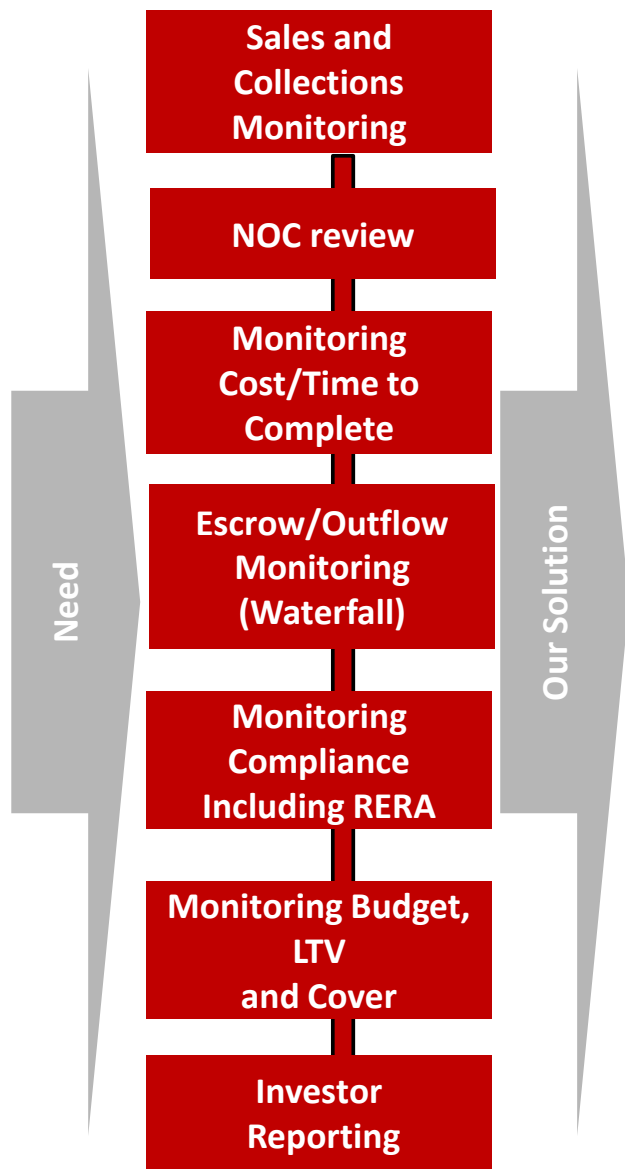 Sales and
Collections
Monitoring
NOC review
Monitoring
Cost/Time to
Complete
Need
Escrow/Outflow
Monitoring
(Waterfall)
Our Solution
Monitoring
Compliance
Including RERA
Monitoring Budget,
LTV
and Cover
Investor
Reporting